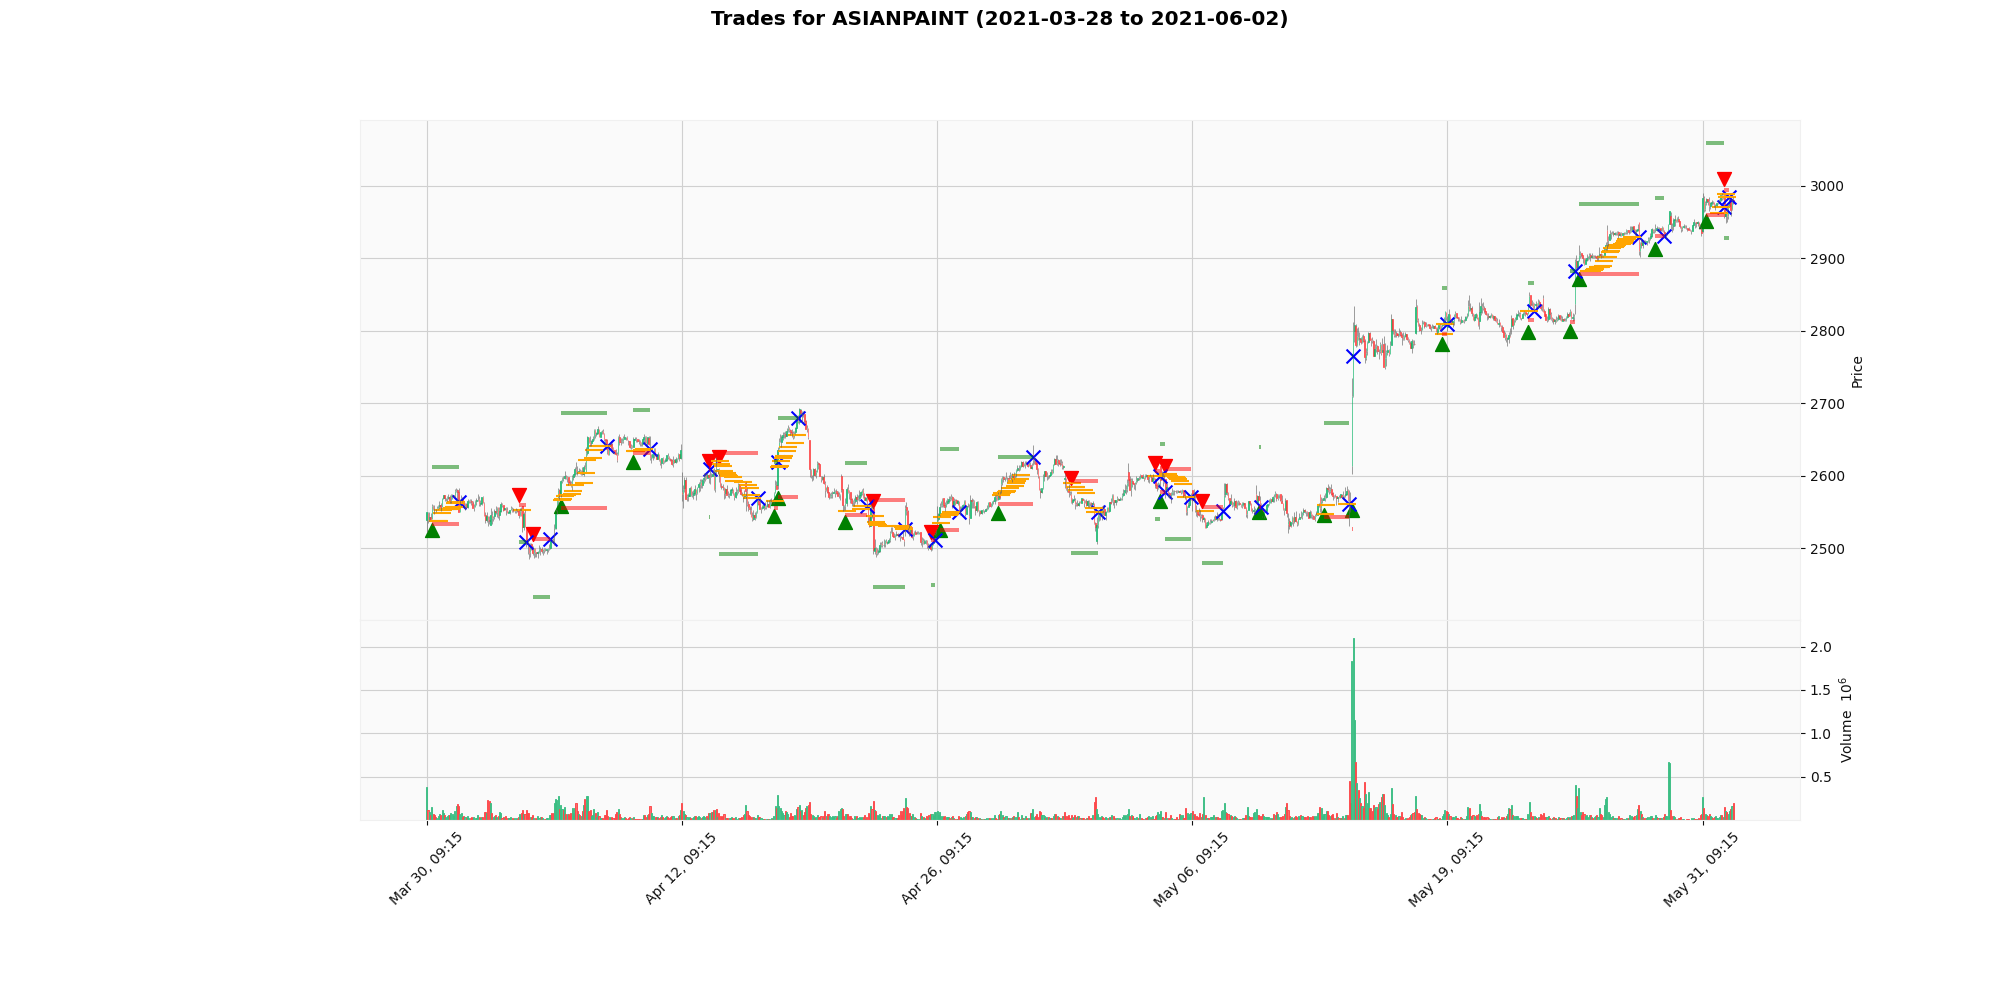 Trades for ASIANPAINT (2021-03-28 to 2021-06-02)
3000
2900
2800
2700
2600
2500
Price
2.0
1.5
1.0
0.5
Volume 10^6
Mar 30, 09:15
Apr 12, 09:15
Apr 26, 09:15
May 06, 09:15
May 19, 09:15
May 31, 09:15